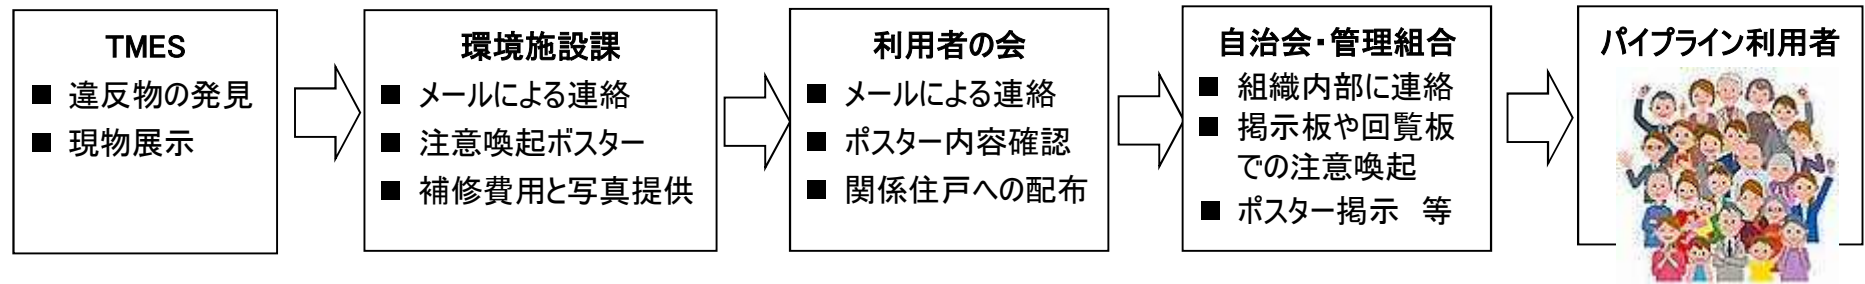 TMES
■ 違反物の発見
■ 現物展示
環境施設課
■ メールによる連絡
■ 注意喚起ボスター
■ 補修費用と写真提供
利用者の会
■ メールによる連絡
■ ポスター内容確認
■ 関係住戸への配布
自治会・管理組合
■ 組織内部に連絡
■ 掲示板や回覧板
での注意喚起
■ ポスター掲示　等
パイプライン利用者